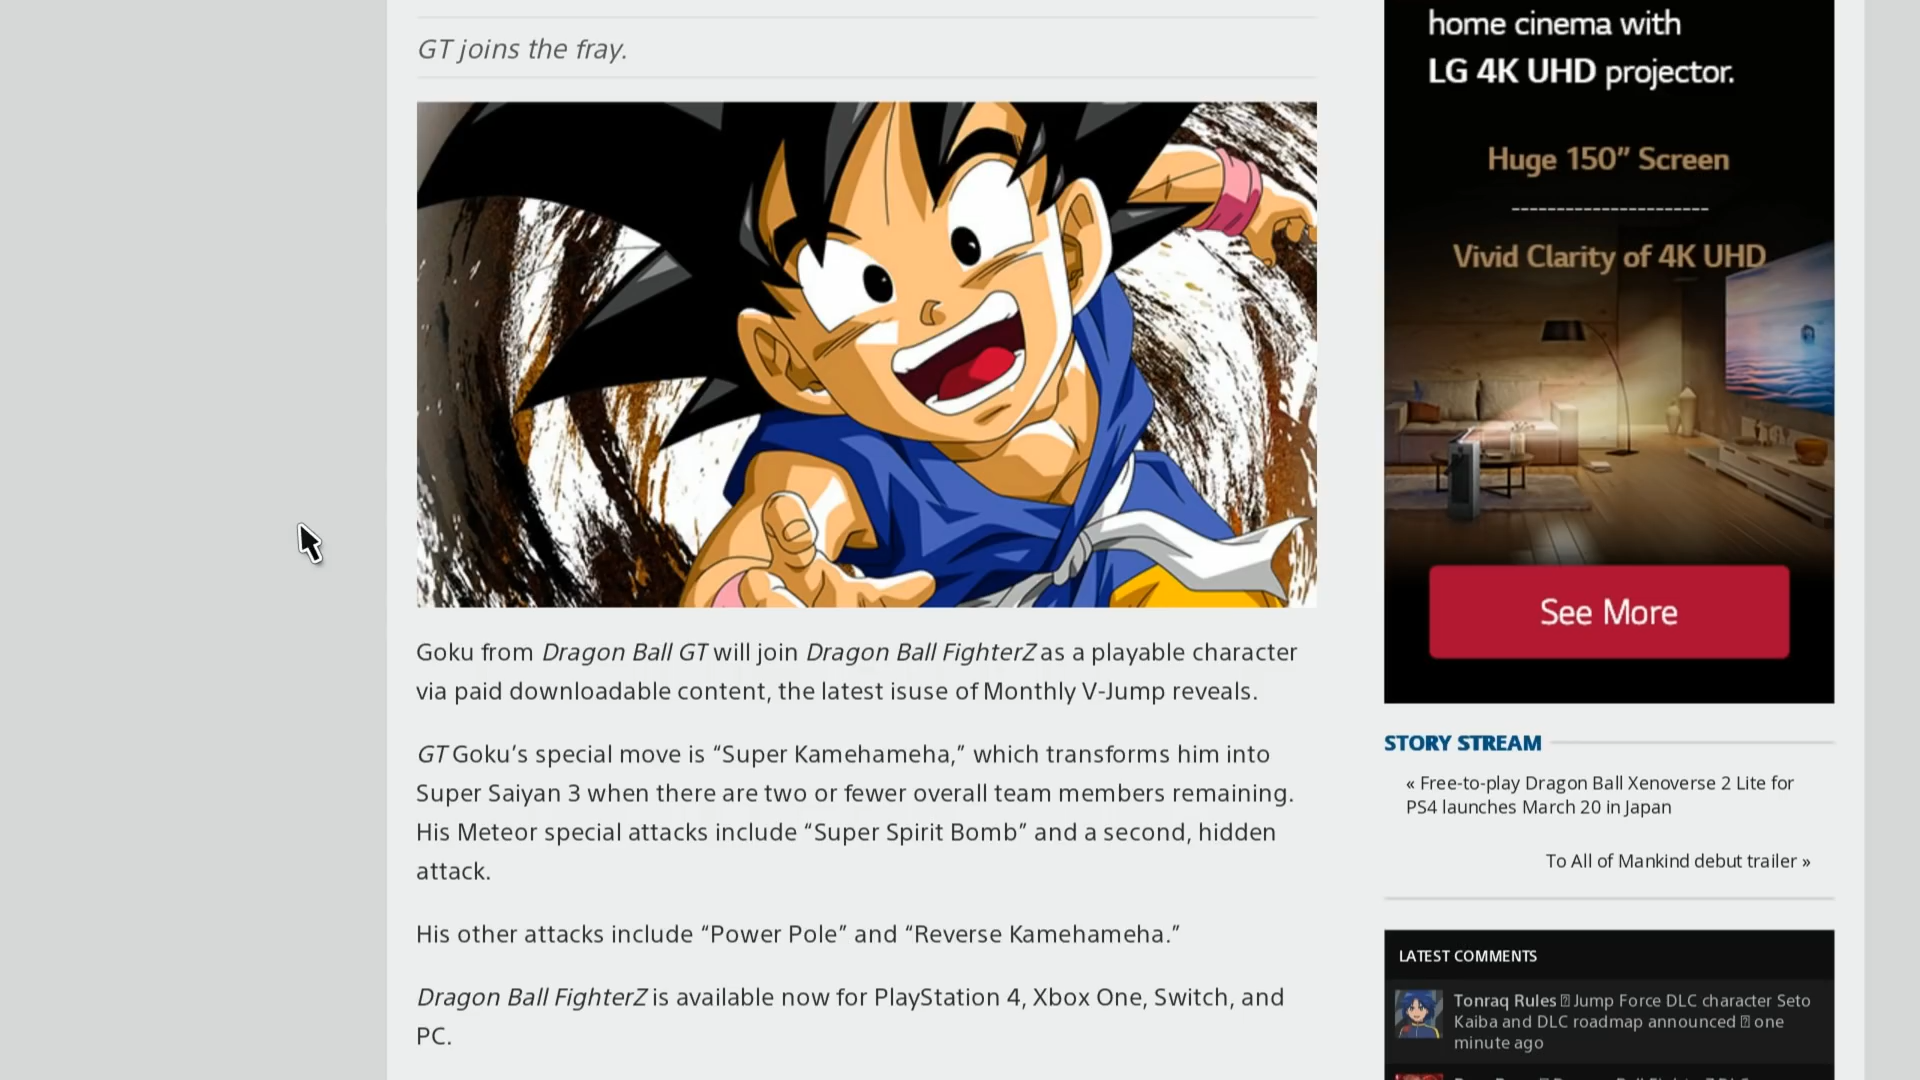 GT joins the fray.
Goku from Dragon Ball GT will join Dragon Ball FighterZ as a playable character
via paid downloadable content, the latest isuse of Monthly V-Jump reveals.
GT Goku’s special move is “Super Kamehameha,” which transforms him into
Super Saiyan 3 when there are two or fewer overall team members remaining.
His Meteor special attacks include “Super Spirit Bomb” and a second, hidden
attack.
His other attacks include “Power Pole” and “Reverse Kamehameha.”
Dragon Ball FighterZ is available now for PlayStation 4, Xbox One, Switch, and
PC.
home cinema with
LG 4K UHD projector.
Huge 150” Screen
----------------------
Vivid Clarity of 4K UHD
See More
STORY STREAM
« Free-to-play Dragon Ball Xenoverse 2 Lite for
PS4 launches March 20 in Japan
To All of Mankind debut trailer »
LATEST COMMENTS
Tonraq Rules Jump Force DLC character Seto
Kaiba and DLC roadmap announced one
minute ago